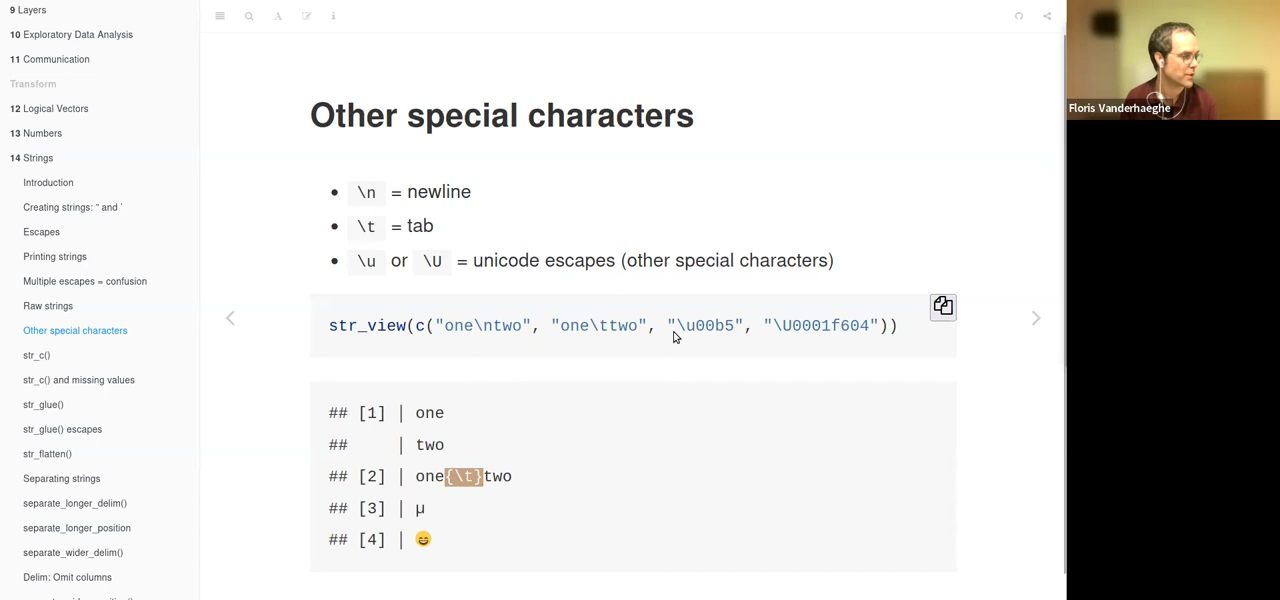 9 Layers
10 Exploratory Data Analysis
11 Communication
Transform
12 Logical Vectors
13 Numbers
14 Strings
Introduction
Creating strings: " and '
Escapes
Printing strings
Multiple escapes = confusion
Raw strings
Other special characters
str_c()
str_c() and missing values
str_glue()
str_glue() escapes
str_flatten()
Separating strings
separate_longer_delim()
separate_longer_position
separate_wider_delim()
Delim: Omit columns
Other special characters
\n = newline
\t = tab
\u or \U = unicode escapes (other special characters)
str_view(c("one\ntwo", "one\ttwo", "\u00b5", "\U0001f604"))
## [1] | one
##     | two
## [2] | one{\t}two
## [3] | µ
## [4] | 😄
Floris Vanderhaeghe